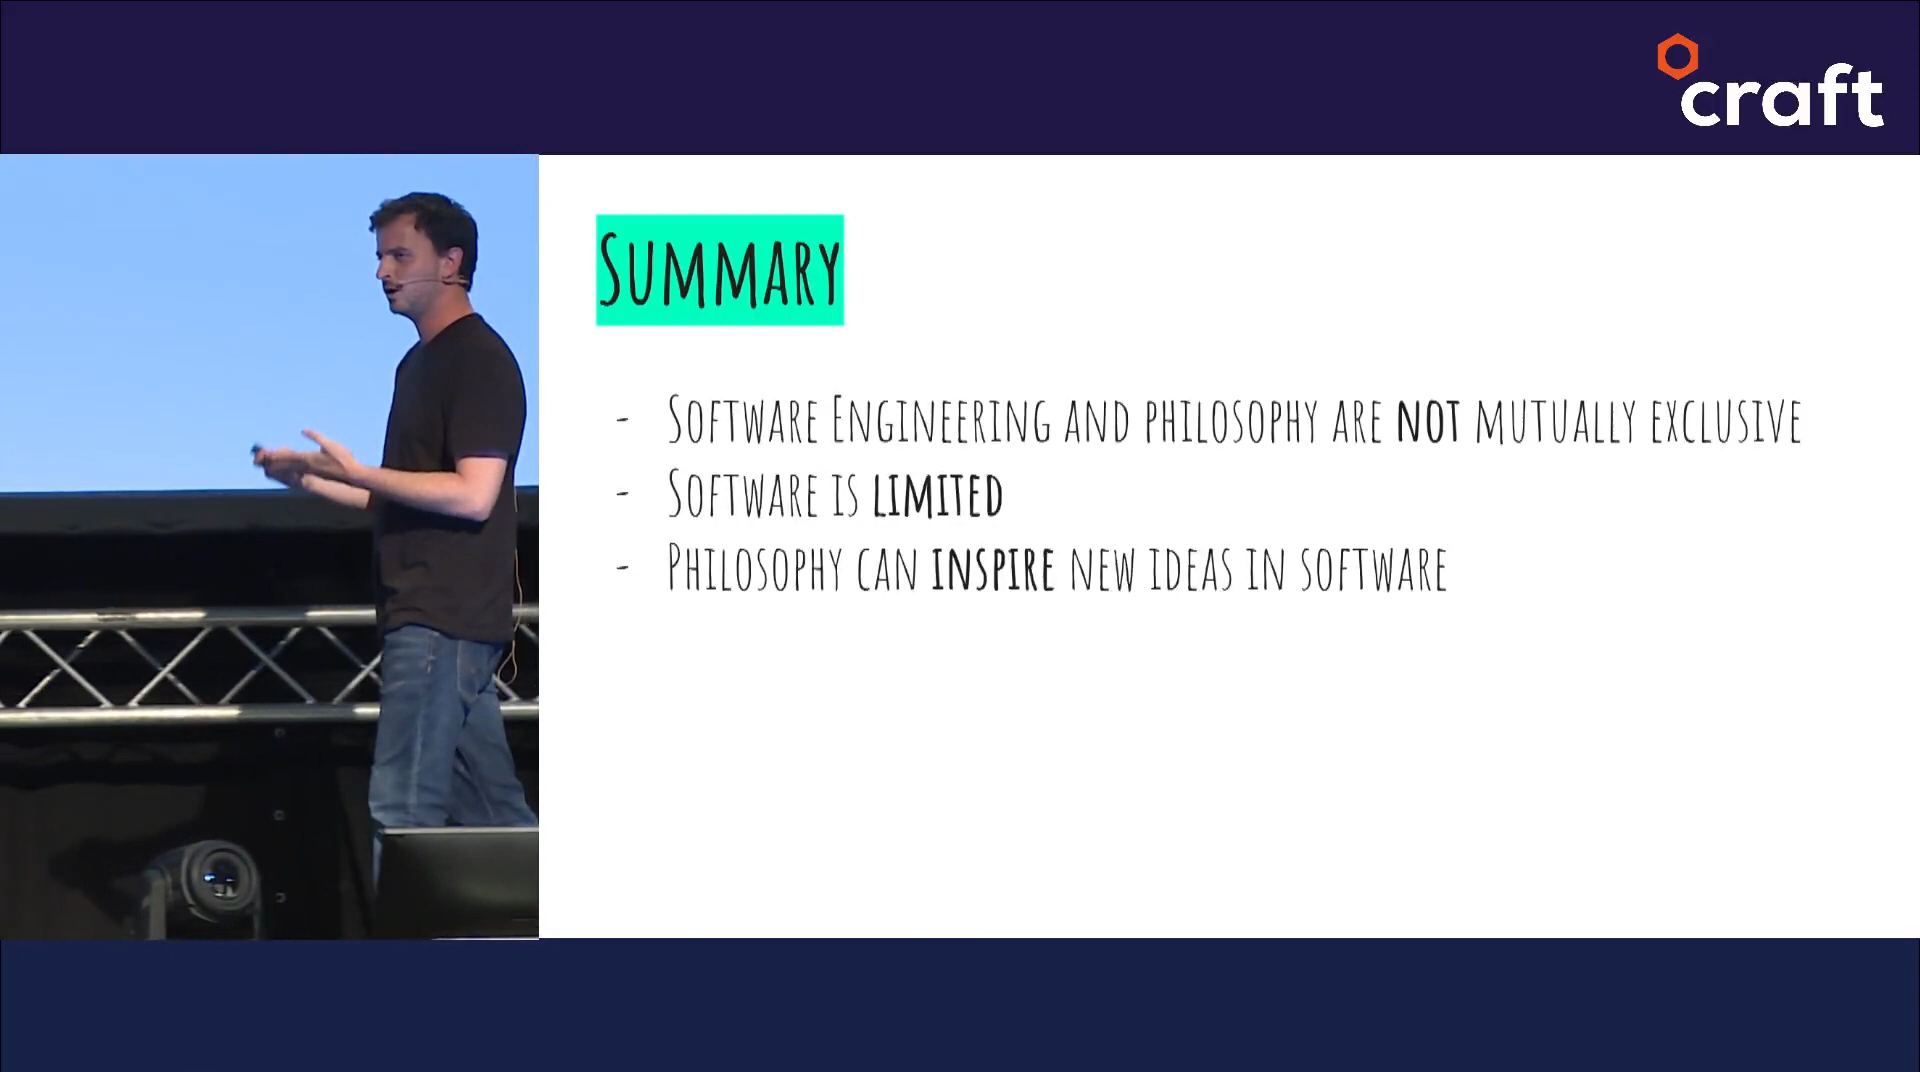 craft
Summary
- Software Engineering and philosophy are not mutually exclusive
- Software is limited
- Philosophy can inspire new ideas in software